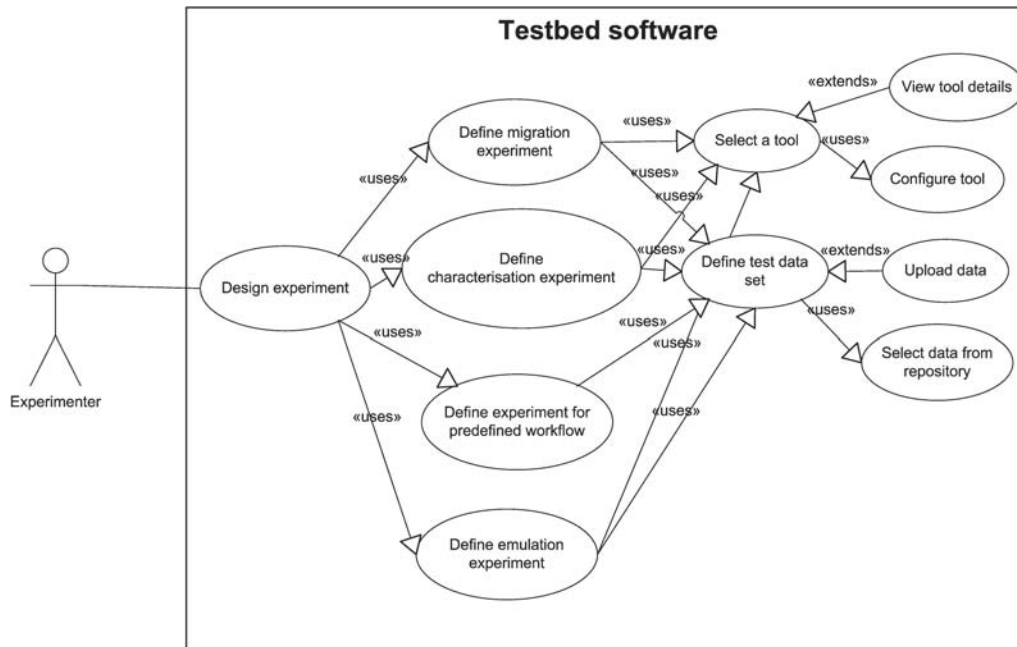 Testbed software
«extends»
View tool details
«uses»
Define migration
experiment
Select a tool
«uses»
Configure tool
«uses»
«uses»
«uses»
Define
characterisation experiment
«uses»
«uses»
Define test data
set
«extends»
Upload data
Design experiment
«uses»
«uses»
«uses»
«uses»
Select data from
repository
Experimenter
Define experiment for
predefined workflow
«uses»
«uses»
Define emulation
experiment